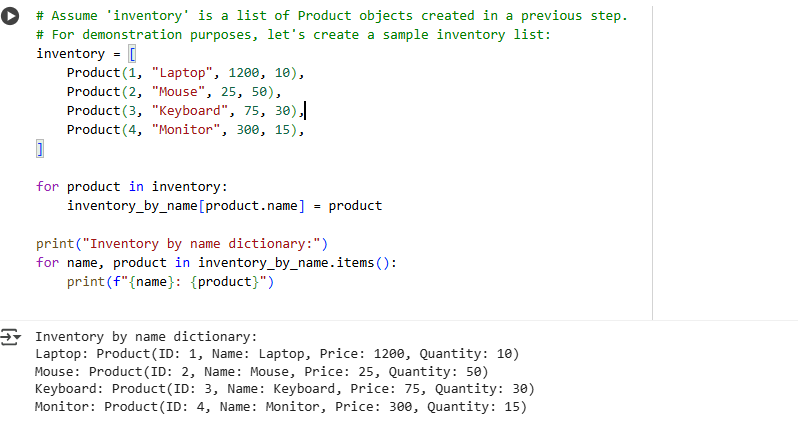 # Assume 'inventory' is a list of Product objects created in a previous step.
# For demonstration purposes, let's create a sample inventory list:
inventory = [
    Product(1, "Laptop", 1200, 10),
    Product(2, "Mouse", 25, 50),
    Product(3, "Keyboard", 75, 30),
    Product(4, "Monitor", 300, 15),
]
for product in inventory:
    inventory_by_name[product.name] = product
print("Inventory by name dictionary:")
for name, product in inventory_by_name.items():
    print(f"{name}: {product}")
Inventory by name dictionary:
Laptop: Product(ID: 1, Name: Laptop, Price: 1200, Quantity: 10)
Mouse: Product(ID: 2, Name: Mouse, Price: 25, Quantity: 50)
Keyboard: Product(ID: 3, Name: Keyboard, Price: 75, Quantity: 30)
Monitor: Product(ID: 4, Name: Monitor, Price: 300, Quantity: 15)